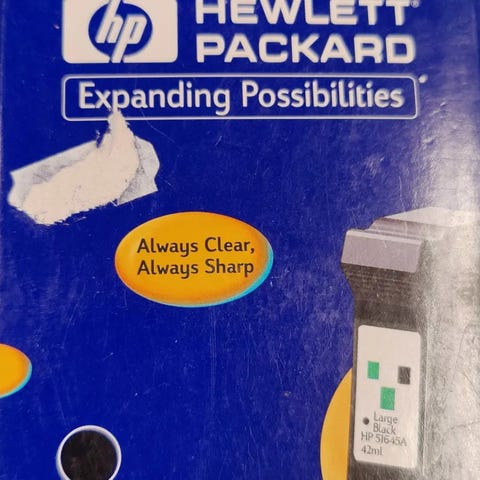 hp
HEWLETT®
PACKARD
Expanding Possibilities
Always Clear,
Always Sharp
Large
Black
HP 51645A
42ml